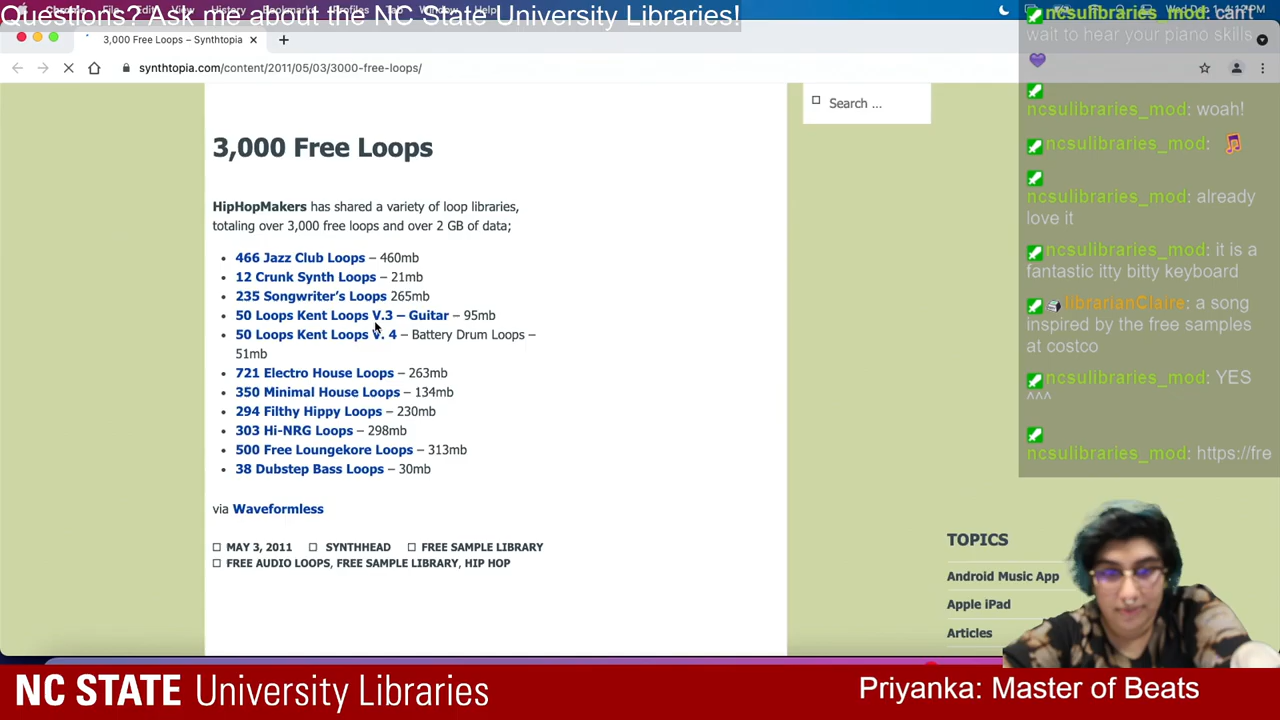 Questions? Ask me about the NC State University Libraries!
3,000 Free Loops – Synthtopia
synthtopia.com/content/2011/05/03/3000-free-loops/
Search ...
3,000 Free Loops
HipHopMakers has shared a variety of loop libraries,
totaling over 3,000 free loops and over 2 GB of data;
466 Jazz Club Loops – 460mb
12 Crunk Synth Loops – 21mb
235 Songwriter's Loops 265mb
50 Loops Kent Loops V.3 – Guitar – 95mb
50 Loops Kent Loops V. 4 – Battery Drum Loops –
51mb
721 Electro House Loops – 263mb
350 Minimal House Loops – 134mb
294 Filthy Hippy Loops – 230mb
303 Hi-NRG Loops – 298mb
500 Free Loungekore Loops – 313mb
38 Dubstep Bass Loops – 30mb
via Waveformless
MAY 3, 2011 SYNTHHEAD FREE SAMPLE LIBRARY
FREE AUDIO LOOPS, FREE SAMPLE LIBRARY, HIP HOP
TOPICS
Android Music App
Apple iPad
Articles
ncsulibraries_mod: can't
wait to hear your piano skills
ncsulibraries_mod: woah!
ncsulibraries_mod:
ncsulibraries_mod: already
love it
ncsulibraries_mod: it is a
fantastic itty bitty keyboard
librarianClaire: a song
inspired by the free samples
at costco
ncsulibraries_mod: YES
^^^
ncsulibraries_mod: https://fre
NC STATE University Libraries
Priyanka: Master of Beats